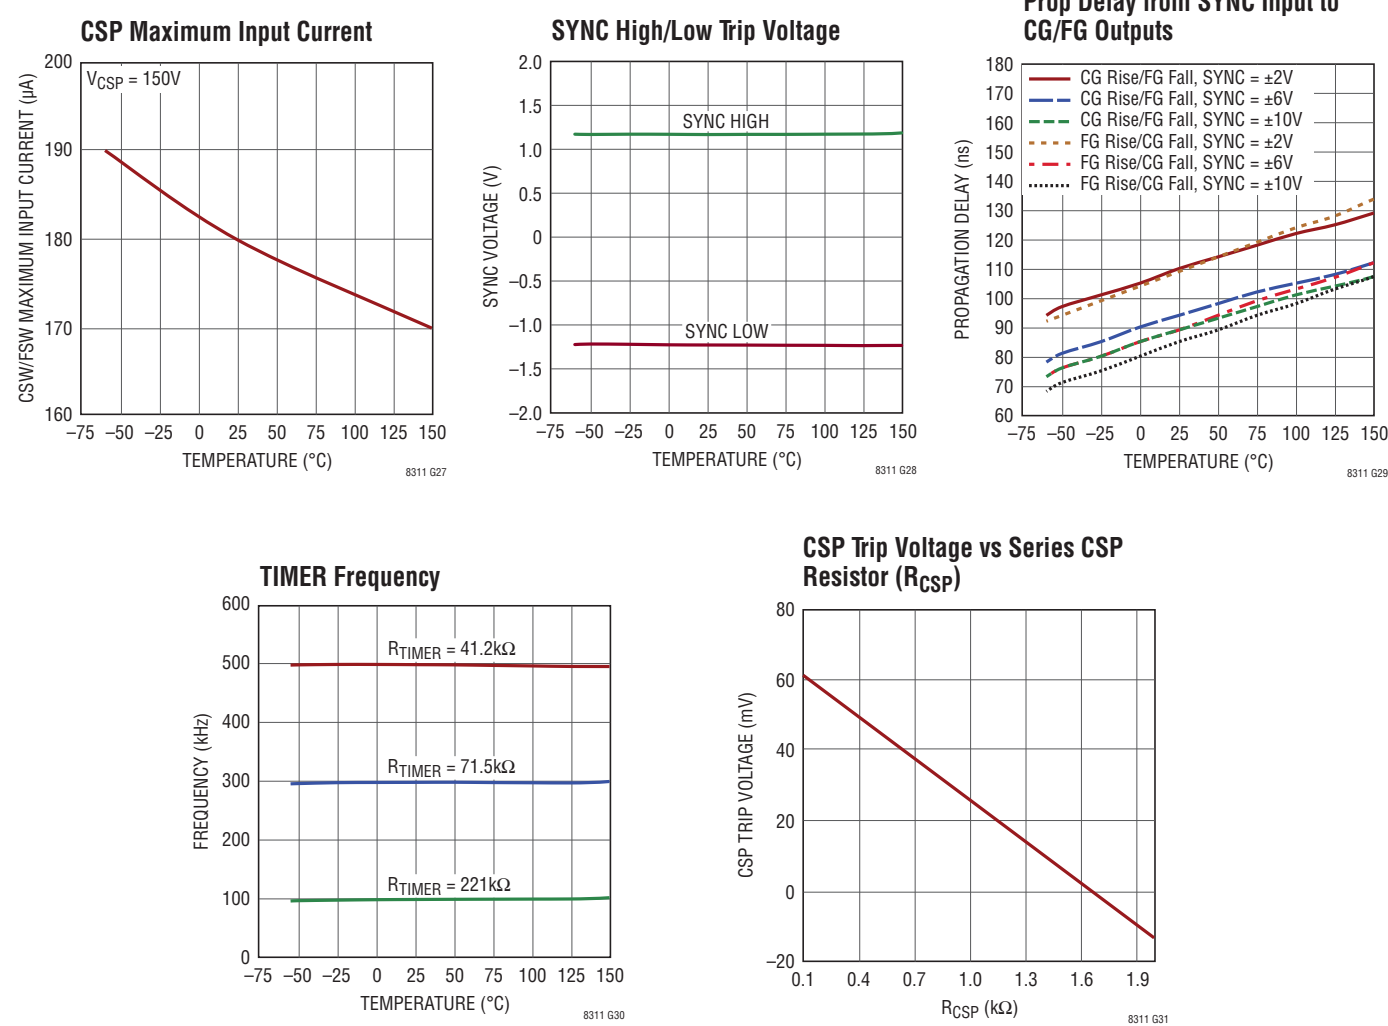 CSP Maximum Input Current
200
190
180
170
160
CSW/FSW MAXIMUM INPUT CURRENT (µA)
VCSP = 150V
–75 –50 –25 0 25 50 75 100 125 150
TEMPERATURE (°C)
8311 G27
SYNC High/Low Trip Voltage
2.0
1.5
1.0
0.5
0
–0.5
–1.0
–1.5
–2.0
SYNC VOLTAGE (V)
SYNC HIGH
SYNC LOW
–75 –50 –25 0 25 50 75 100 125 150
TEMPERATURE (°C)
8311 G28
Prop Delay from SYNC Input to
CG/FG Outputs
180
170
160
150
140
130
120
110
100
90
80
70
60
PROPAGATION DELAY (ns)
CG Rise/FG Fall, SYNC = ±2V
CG Rise/FG Fall, SYNC = ±6V
CG Rise/FG Fall, SYNC = ±10V
FG Rise/CG Fall, SYNC = ±2V
FG Rise/CG Fall, SYNC = ±6V
FG Rise/CG Fall, SYNC = ±10V
–75 –50 –25 0 25 50 75 100 125 150
TEMPERATURE (°C)
8311 G29
TIMER Frequency
600
500
400
300
200
100
0
FREQUENCY (kHz)
RTIMER = 41.2kΩ
RTIMER = 71.5kΩ
RTIMER = 221kΩ
–75 –50 –25 0 25 50 75 100 125 150
TEMPERATURE (°C)
8311 G30
CSP Trip Voltage vs Series CSP
Resistor (RCSP)
80
60
40
20
0
–20
CSP TRIP VOLTAGE (mV)
0.1 0.4 0.7 1.0 1.3 1.6 1.9
RCSP (kΩ)
8311 G31